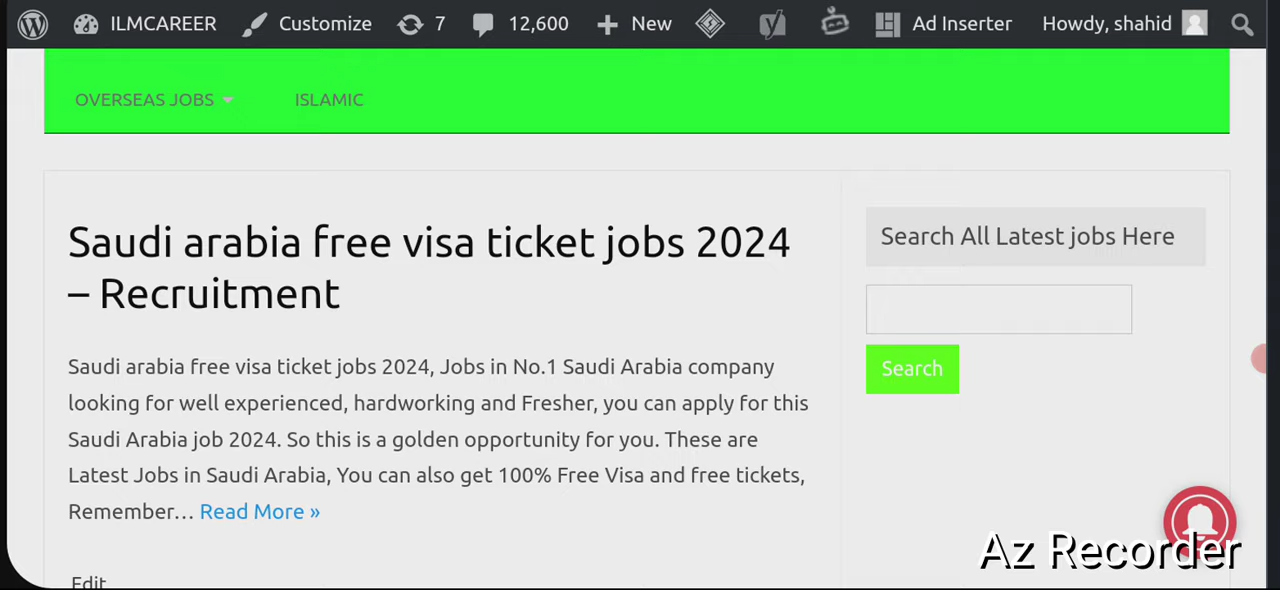 ILMCAREER Customize 7 12,600 New Ad Inserter Howdy, shahid
OVERSEAS JOBS ISLAMIC
Saudi arabia free visa ticket jobs 2024
– Recruitment
Saudi arabia free visa ticket jobs 2024, Jobs in No.1 Saudi Arabia company
looking for well experienced, hardworking and Fresher, you can apply for this
Saudi Arabia job 2024. So this is a golden opportunity for you. These are
Latest Jobs in Saudi Arabia, You can also get 100% Free Visa and free tickets,
Remember… Read More »
Edit
Search All Latest jobs Here
Search
Az Recorder